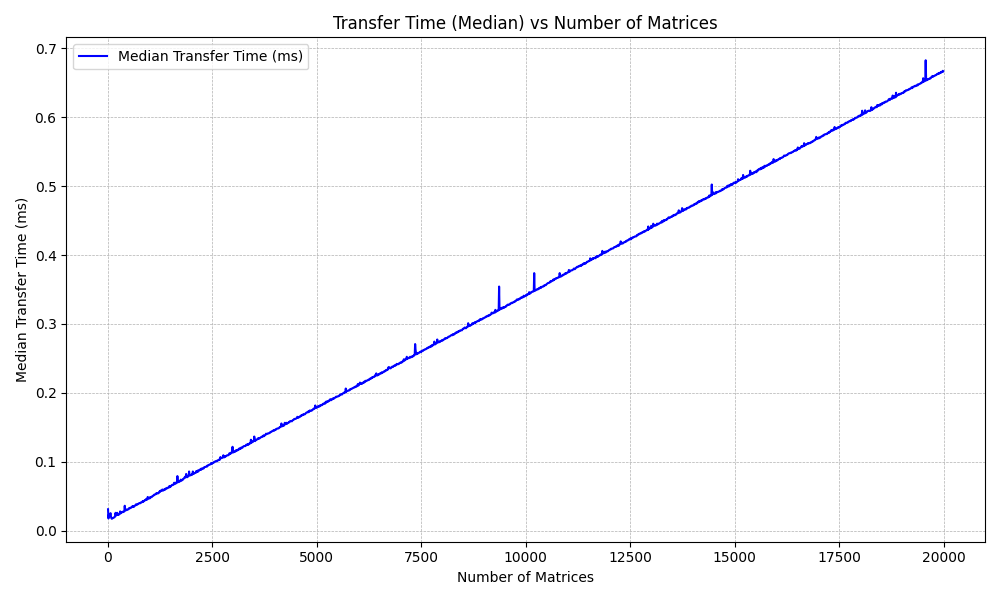 Transfer Time (Median) vs Number of Matrices
Median Transfer Time (ms)
Median Transfer Time (ms)
0.7
0.6
0.5
0.4
0.3
0.2
0.1
0.0
0 2500 5000 7500 10000 12500 15000 17500 20000
Number of Matrices